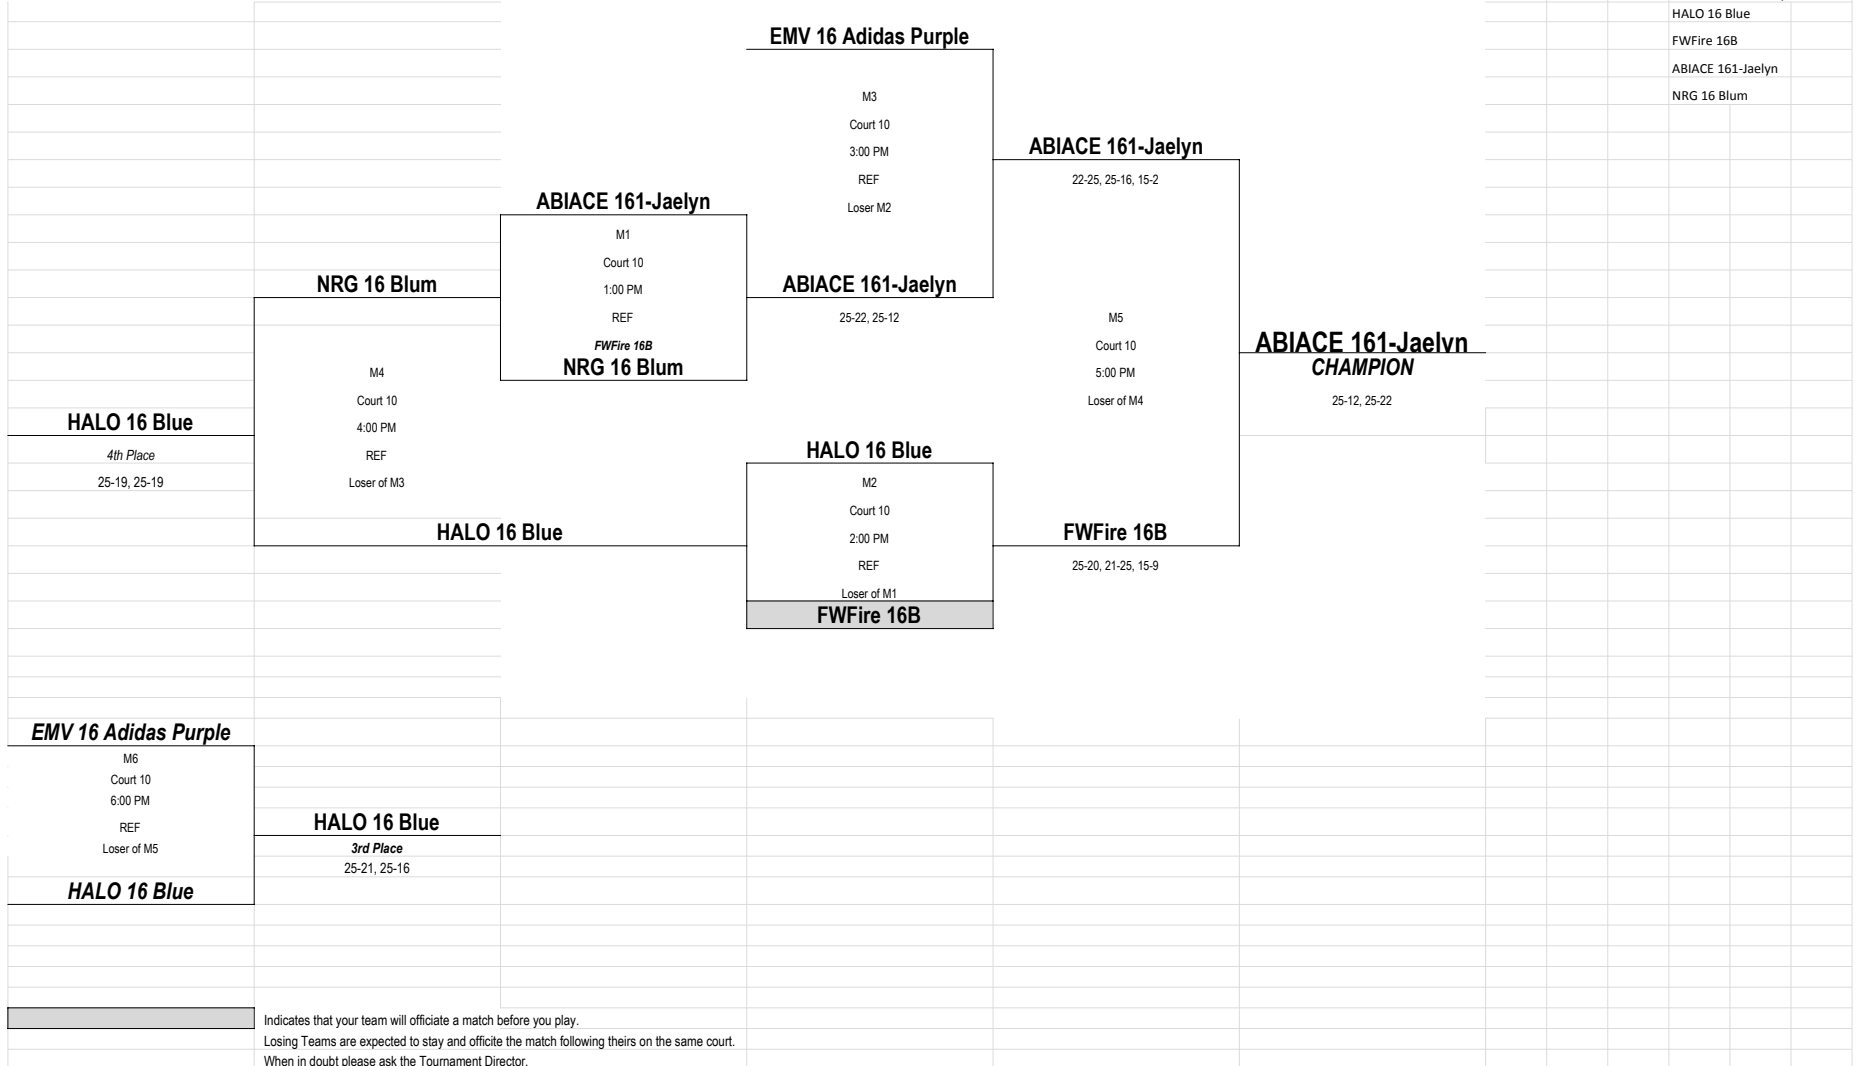 HALO 16 Blue
FWFire 16B
ABIACE 161-Jaelyn
NRG 16 Blum
EMV 16 Adidas Purple
M3
Court 10
3:00 PM
REF
Loser M2
ABIACE 161-Jaelyn
22-25, 25-16, 15-2
ABIACE 161-Jaelyn
M1
Court 10
1:00 PM
REF
FWFire 16B
NRG 16 Blum
NRG 16 Blum
ABIACE 161-Jaelyn
25-22, 25-12
M5
Court 10
5:00 PM
Loser of M4
ABIACE 161-Jaelyn
CHAMPION
25-12, 25-22
M4
Court 10
4:00 PM
REF
Loser of M3
HALO 16 Blue
4th Place
25-19, 25-19
HALO 16 Blue
M2
Court 10
2:00 PM
REF
Loser of M1
FWFire 16B
HALO 16 Blue
FWFire 16B
25-20, 21-25, 15-9
EMV 16 Adidas Purple
M6
Court 10
6:00 PM
REF
Loser of M5
HALO 16 Blue
HALO 16 Blue
3rd Place
25-21, 25-16
Indicates that your team will officiate a match before you play.
Losing Teams are expected to stay and officite the match following theirs on the same court.
When in doubt please ask the Tournament Director.